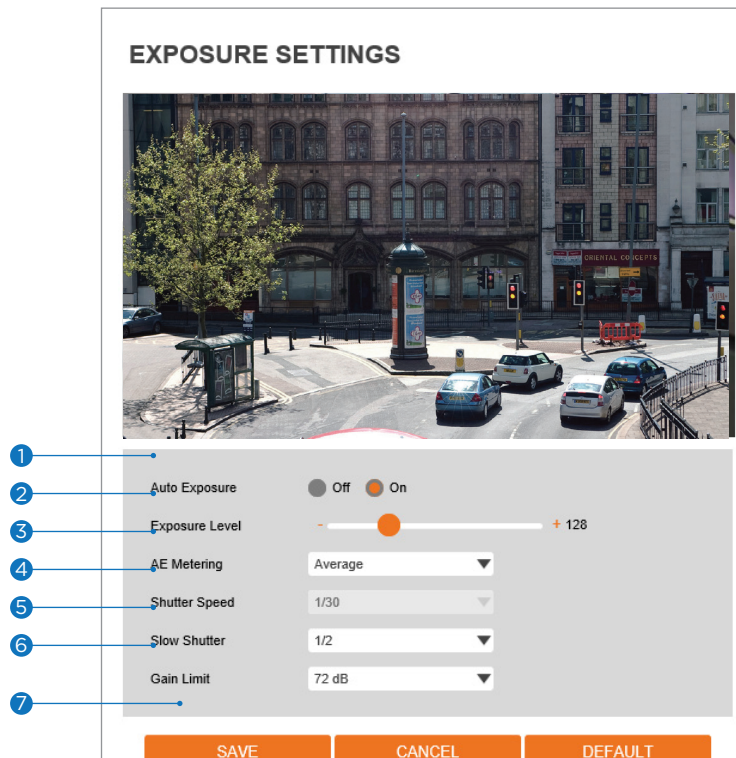 EXPOSURE SETTINGS
ORIENTAL CONCEPTS
1
2 Auto Exposure Off On
3 Exposure Level - + 128
4 AE Metering Average
5 Shutter Speed 1/30
6 Slow Shutter 1/2
Gain Limit 72 dB
7
SAVE CANCEL DEFAULT